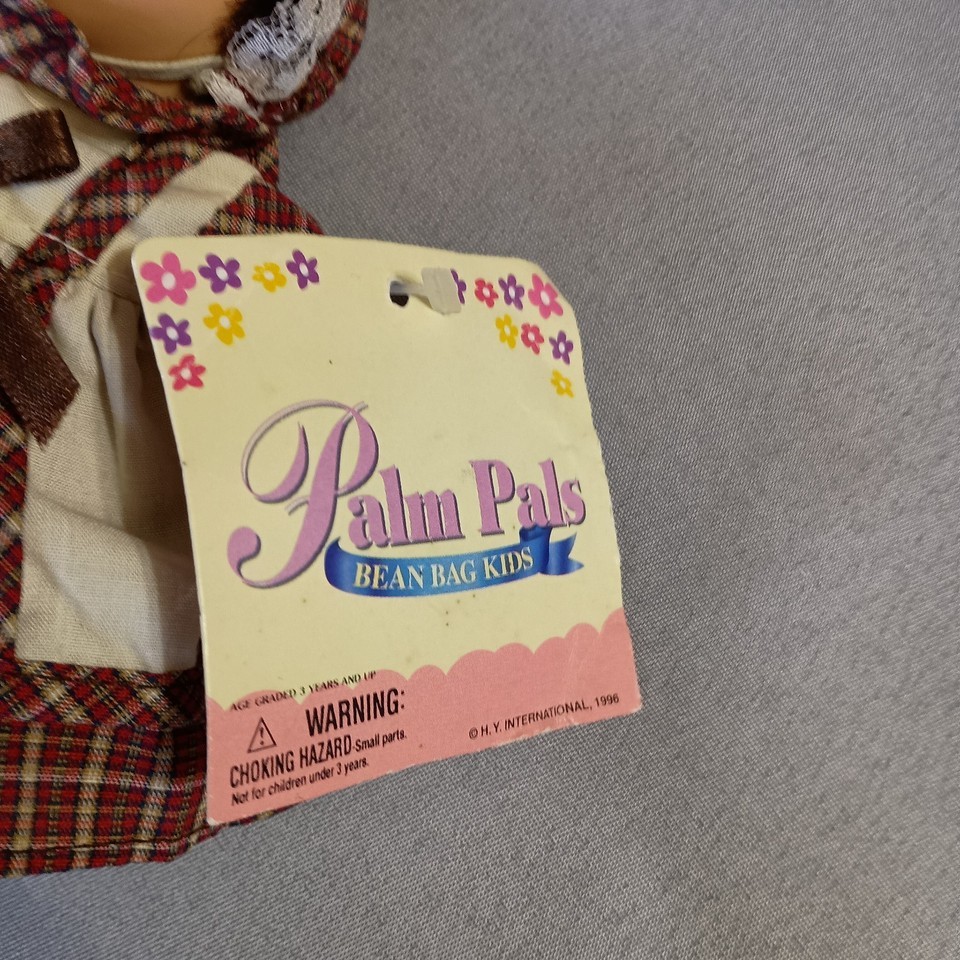 Palm Pals
BEAN BAG KIDS
AGE GRADED 3 YEARS AND UP
WARNING:
CHOKING HAZARD-Small parts.
Not for children under 3 years.
© H. Y. INTERNATIONAL, 1996